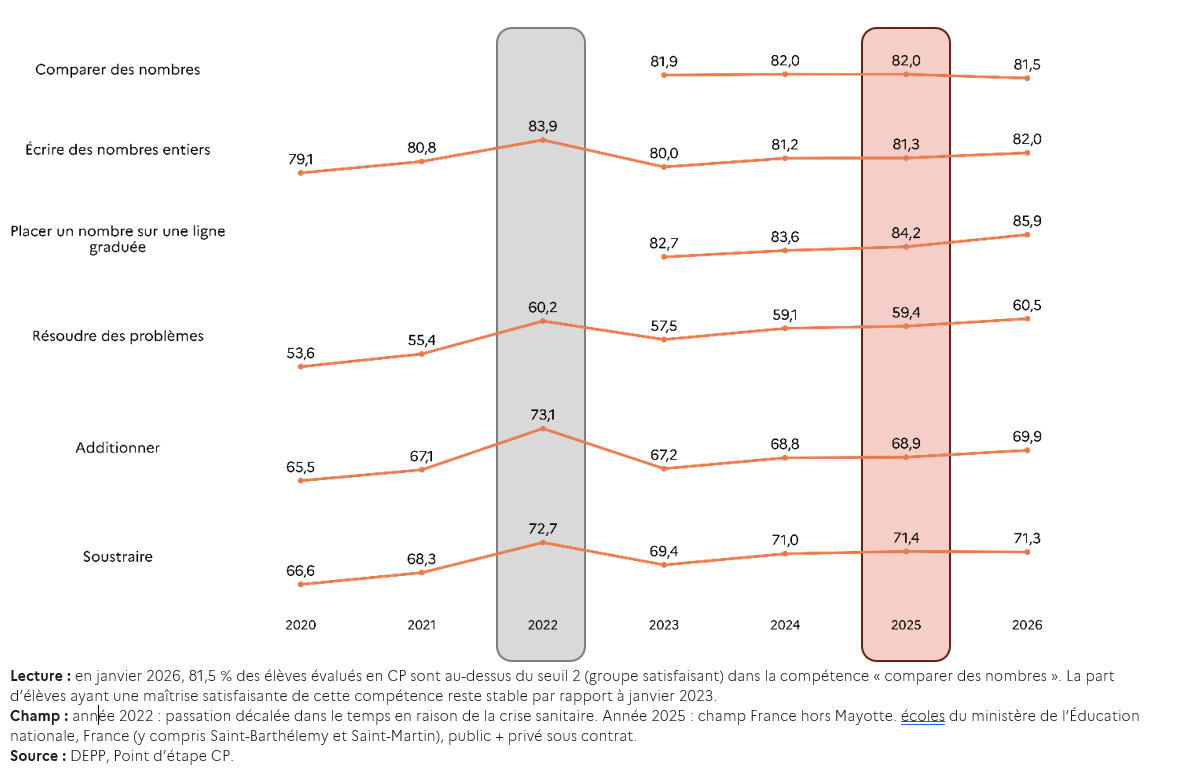 Comparer des nombres
81,9 82,0 82,0 81,5
Écrire des nombres entiers
79,1 80,8 83,9 80,0 81,2 81,3 82,0
Placer un nombre sur une ligne
graduée
82,7 83,6 84,2 85,9
Résoudre des problèmes
53,6 55,4 60,2 57,5 59,1 59,4 60,5
Additionner
65,5 67,1 73,1 67,2 68,8 68,9 69,9
Soustraire
66,6 68,3 72,7 69,4 71,0 71,4 71,3
2020 2021 2022 2023 2024 2025 2026
Lecture : en janvier 2026, 81,5 % des élèves évalués en CP sont au-dessus du seuil 2 (groupe satisfaisant) dans la compétence « comparer des nombres ». La part
d’élèves ayant une maîtrise satisfaisante de cette compétence reste stable par rapport à janvier 2023.
Champ : année 2022 : passation décalée dans le temps en raison de la crise sanitaire. Année 2025 : champ France hors Mayotte. écoles du ministère de l’Éducation
nationale, France (y compris Saint-Barthélemy et Saint-Martin), public + privé sous contrat.
Source : DEPP, Point d’étape CP.